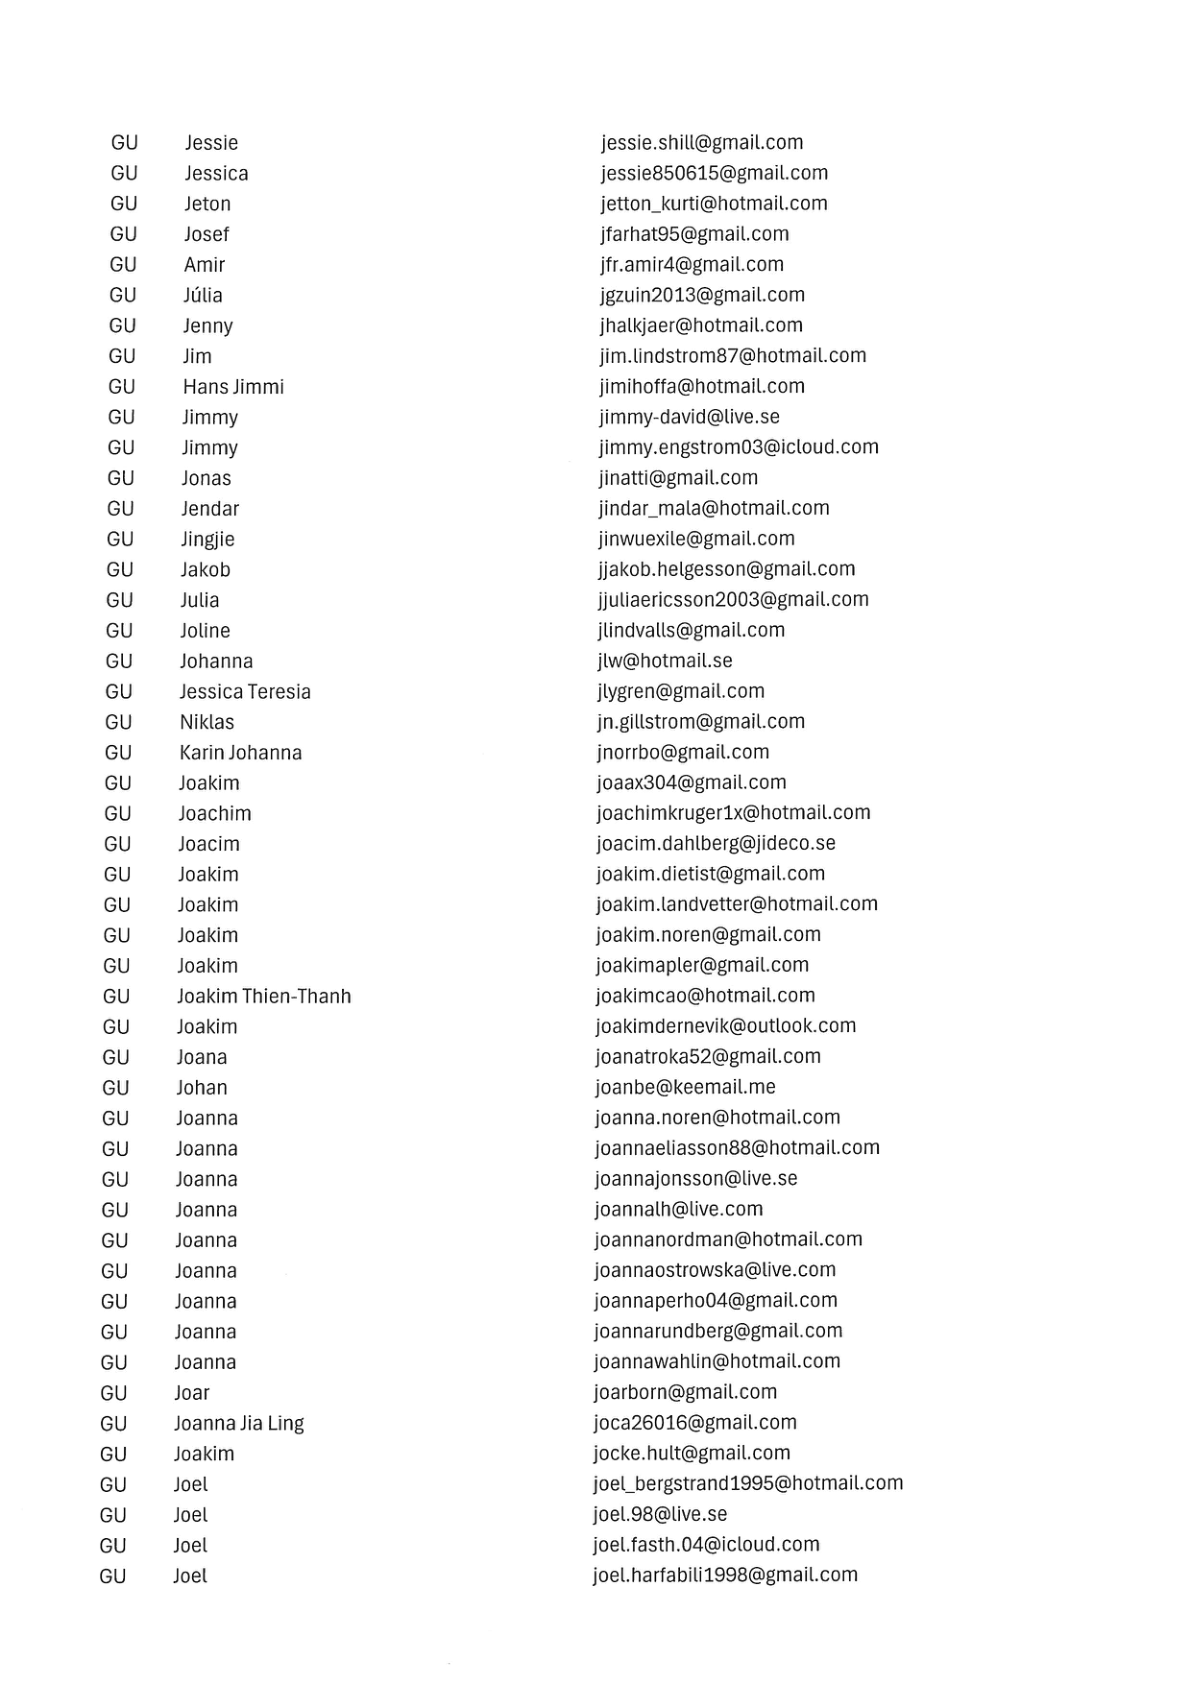 GU Jessie jessie.shill@gmail.com
GU Jessica jessie850615@gmail.com
GU Jeton jetton_kurti@hotmail.com
GU Josef jfarhat95@gmail.com
GU Amir jfr.amir4@gmail.com
GU Júlia jgzuin2013@gmail.com
GU Jenny jhalkjaer@hotmail.com
GU Jim jim.lindstrom87@hotmail.com
GU Hans Jimmi jimihoffa@hotmail.com
GU Jimmy jimmy-david@live.se
GU Jimmy jimmy.engstrom03@icloud.com
GU Jonas jinatti@gmail.com
GU Jendar jindar_mala@hotmail.com
GU Jingjie jinwuexile@gmail.com
GU Jakob jjakob.helgesson@gmail.com
GU Julia jjuliaericsson2003@gmail.com
GU Joline jlindvalls@gmail.com
GU Johanna jlw@hotmail.se
GU Jessica Teresia jlygren@gmail.com
GU Niklas jn.gillstrom@gmail.com
GU Karin Johanna jnorrbo@gmail.com
GU Joakim joaax304@gmail.com
GU Joachim joachimkruger1x@hotmail.com
GU Joacim joacim.dahlberg@jideco.se
GU Joakim joakim.dietist@gmail.com
GU Joakim joakim.landvetter@hotmail.com
GU Joakim joakim.noren@gmail.com
GU Joakim joakimapler@gmail.com
GU Joakim Thien-Thanh joakimcao@hotmail.com
GU Joakim joakimdernevik@outlook.com
GU Joana joanatroka52@gmail.com
GU Johan joanbe@keemail.me
GU Joanna joanna.noren@hotmail.com
GU Joanna joannaeliasson88@hotmail.com
GU Joanna joannajonsson@live.se
GU Joanna joannalh@live.com
GU Joanna joannanordman@hotmail.com
GU Joanna joannaostrowska@live.com
GU Joanna joannaperho04@gmail.com
GU Joanna joannarundberg@gmail.com
GU Joanna joannawahlin@hotmail.com
GU Joar joarborn@gmail.com
GU Joanna Jia Ling joca26016@gmail.com
GU Joakim jocke.hult@gmail.com
GU Joel joel_bergstrand1995@hotmail.com
GU Joel joel.98@live.se
GU Joel joel.fasth.04@icloud.com
GU Joel joel.harfabili1998@gmail.com